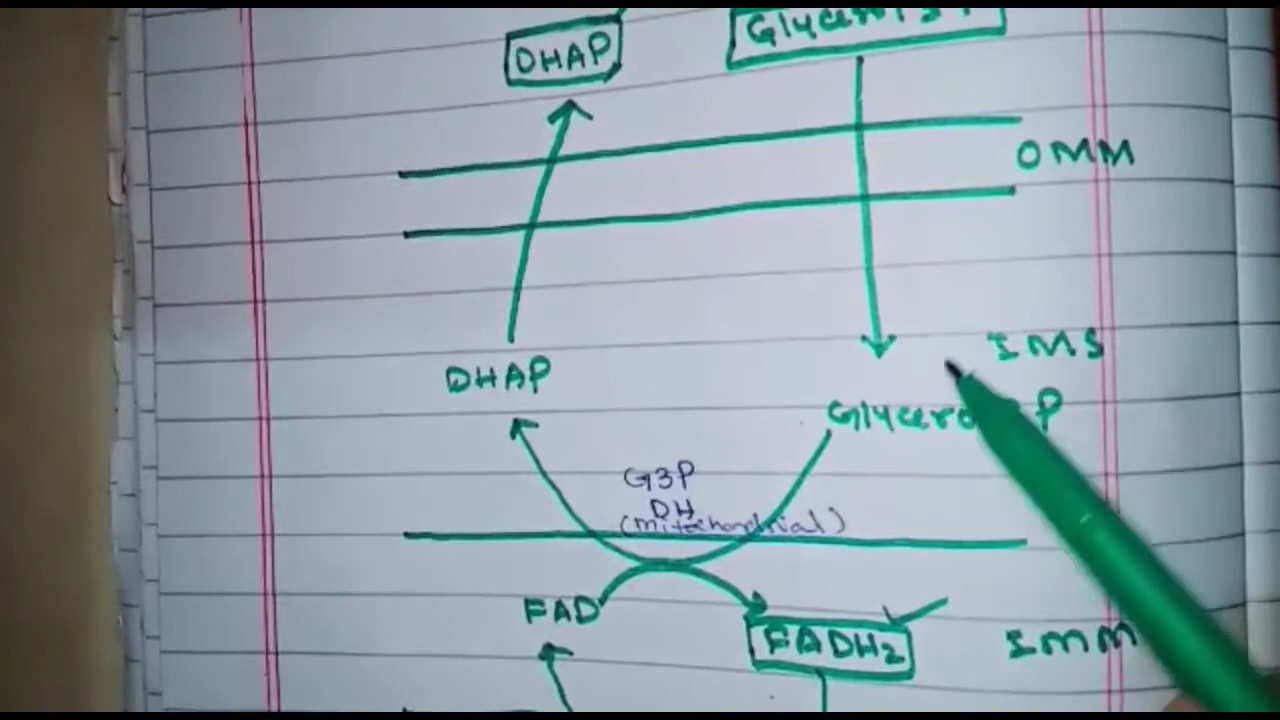 DHAP
OMM
IMS
DHAP
G3P
DH
(mitochondrial)
FAD
FADH2
IMM